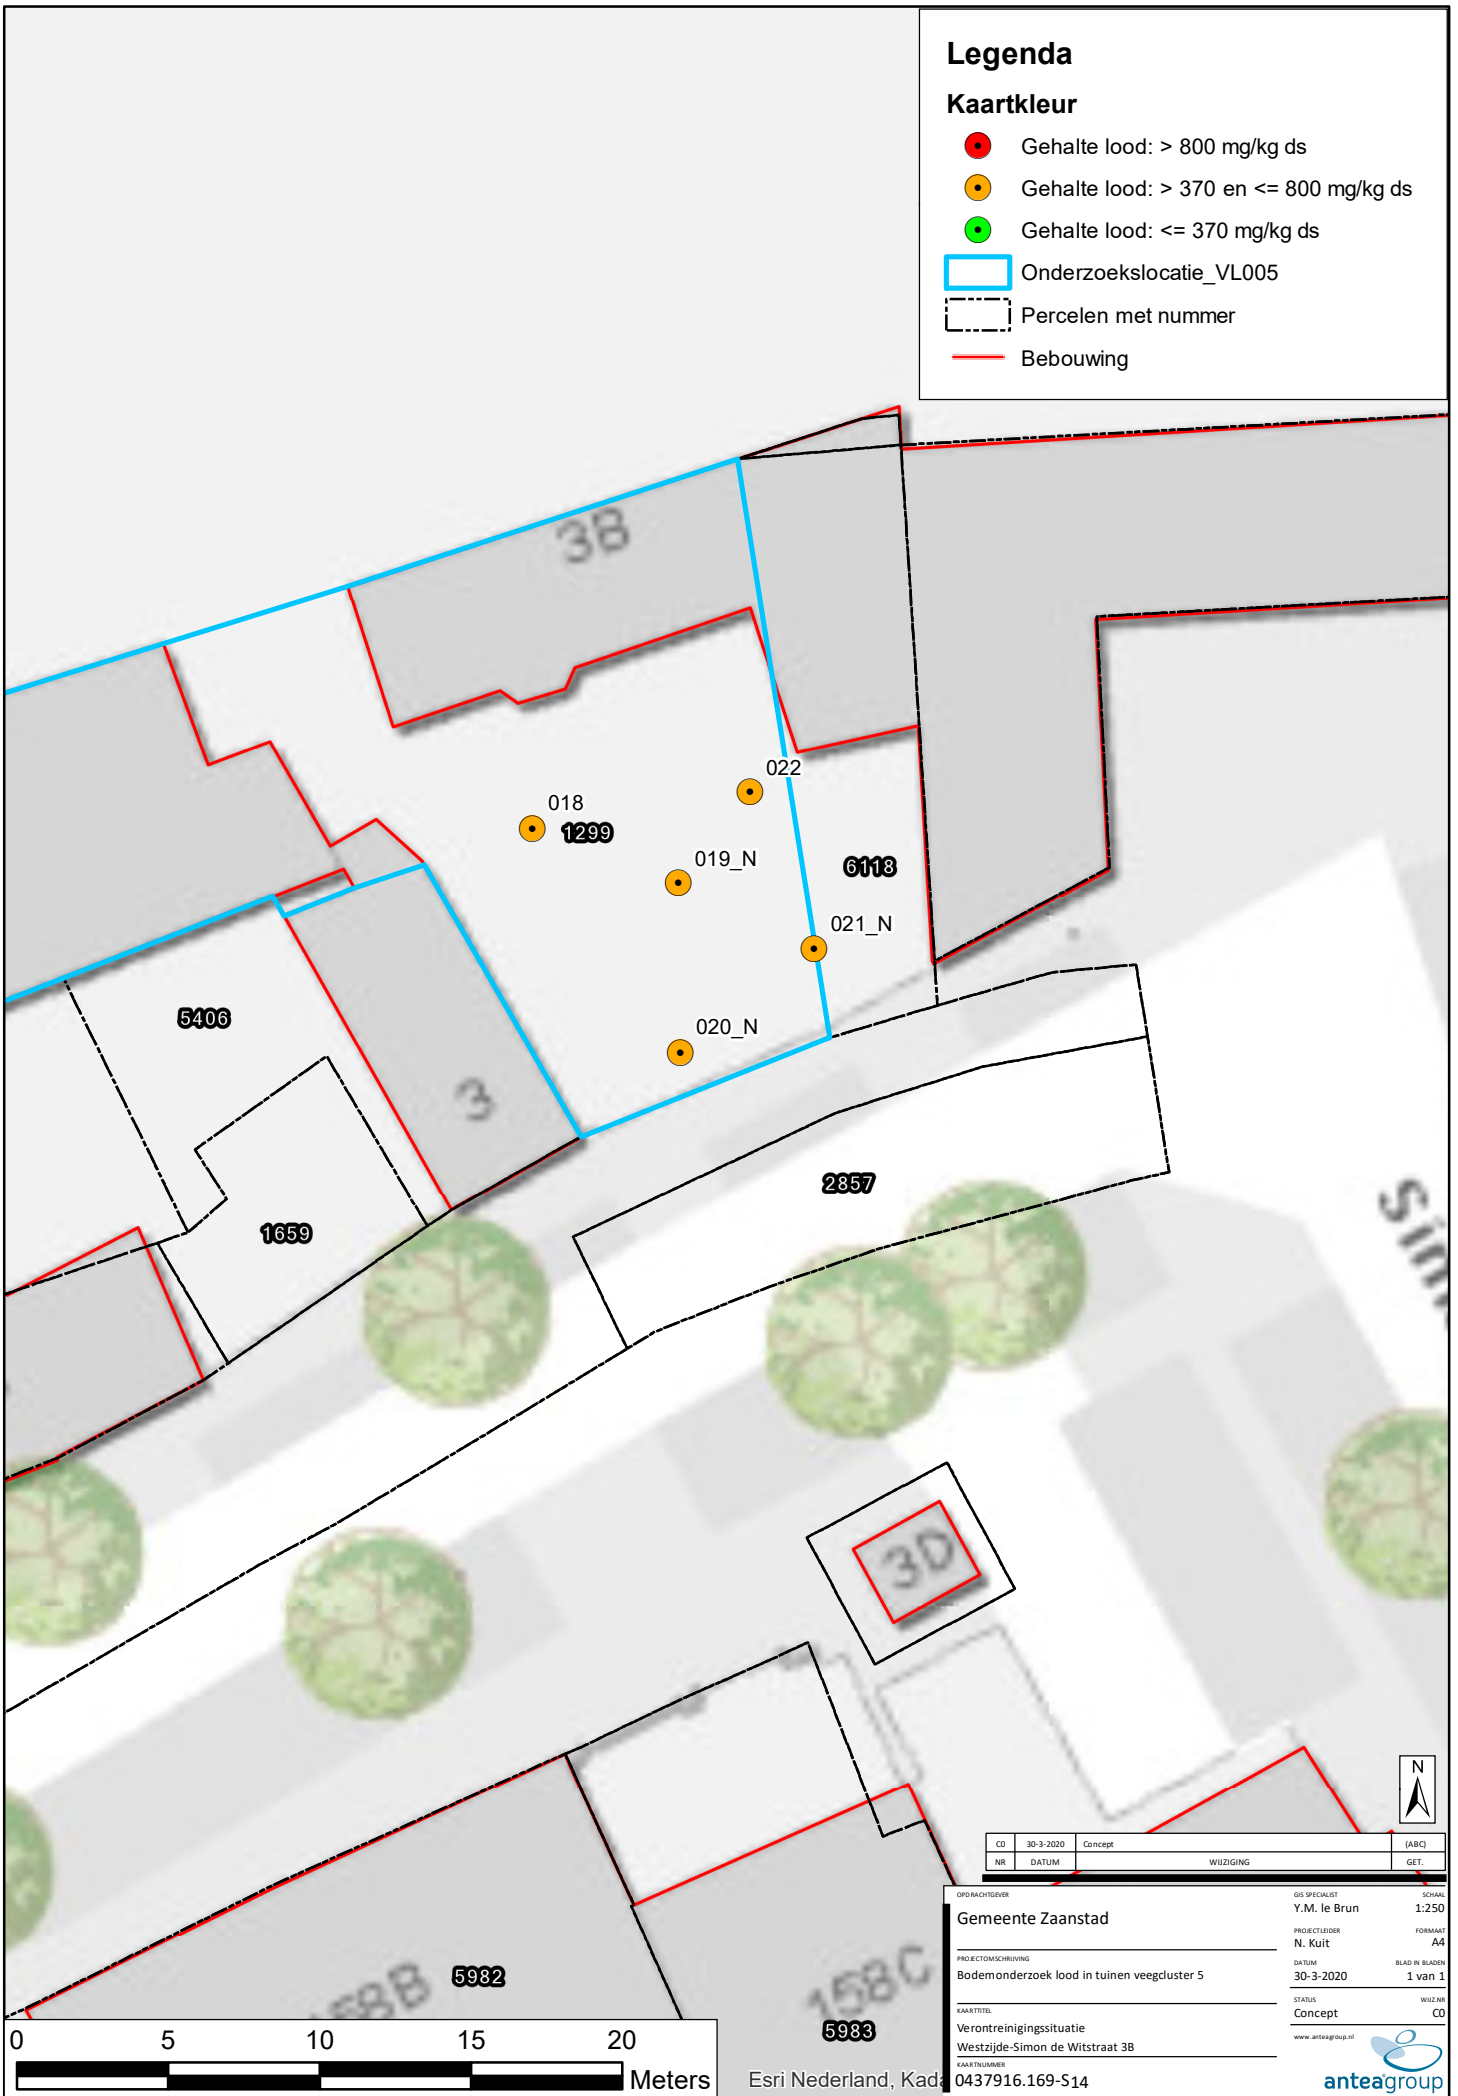 Legenda
Kaartkleur
Gehalte lood: > 800 mg/kg ds
Gehalte lood: > 370 en <= 800 mg/kg ds
Gehalte lood: <= 370 mg/kg ds
Onderzoekslocatie_VL005
Percelen met nummer
Bebouwing
3B
022
018
1299
019_N
6118
021_N
5406
020_N
3
2857
1659
3D
N
C0 30-3-2020 Concept (ABC)
NR DATUM WIJZIGING GET.
OPDRACHTGEVER
Gemeente Zaanstad
GIS SPECIALIST
Y.M. le Brun
SCHAAL
1:250
PROJECTLEIDER
N. Kuit
FORMAAT
A4
PROJECTOMSCHRIJVING
Bodemonderzoek lood in tuinen veegcluster 5
DATUM
30-3-2020
BLAD IN BLADEN
1 van 1
STATUS
Concept
WIJZ.NR
C0
KAARTTITEL
Verontreinigingssituatie
Westzijde-Simon de Witstraat 3B
KAARTNUMMER
0437916.169-S14
www.anteagroup.nl
anteagroup
5982
158C
5983
0 5 10 15 20
Meters
Esri Nederland, Kada